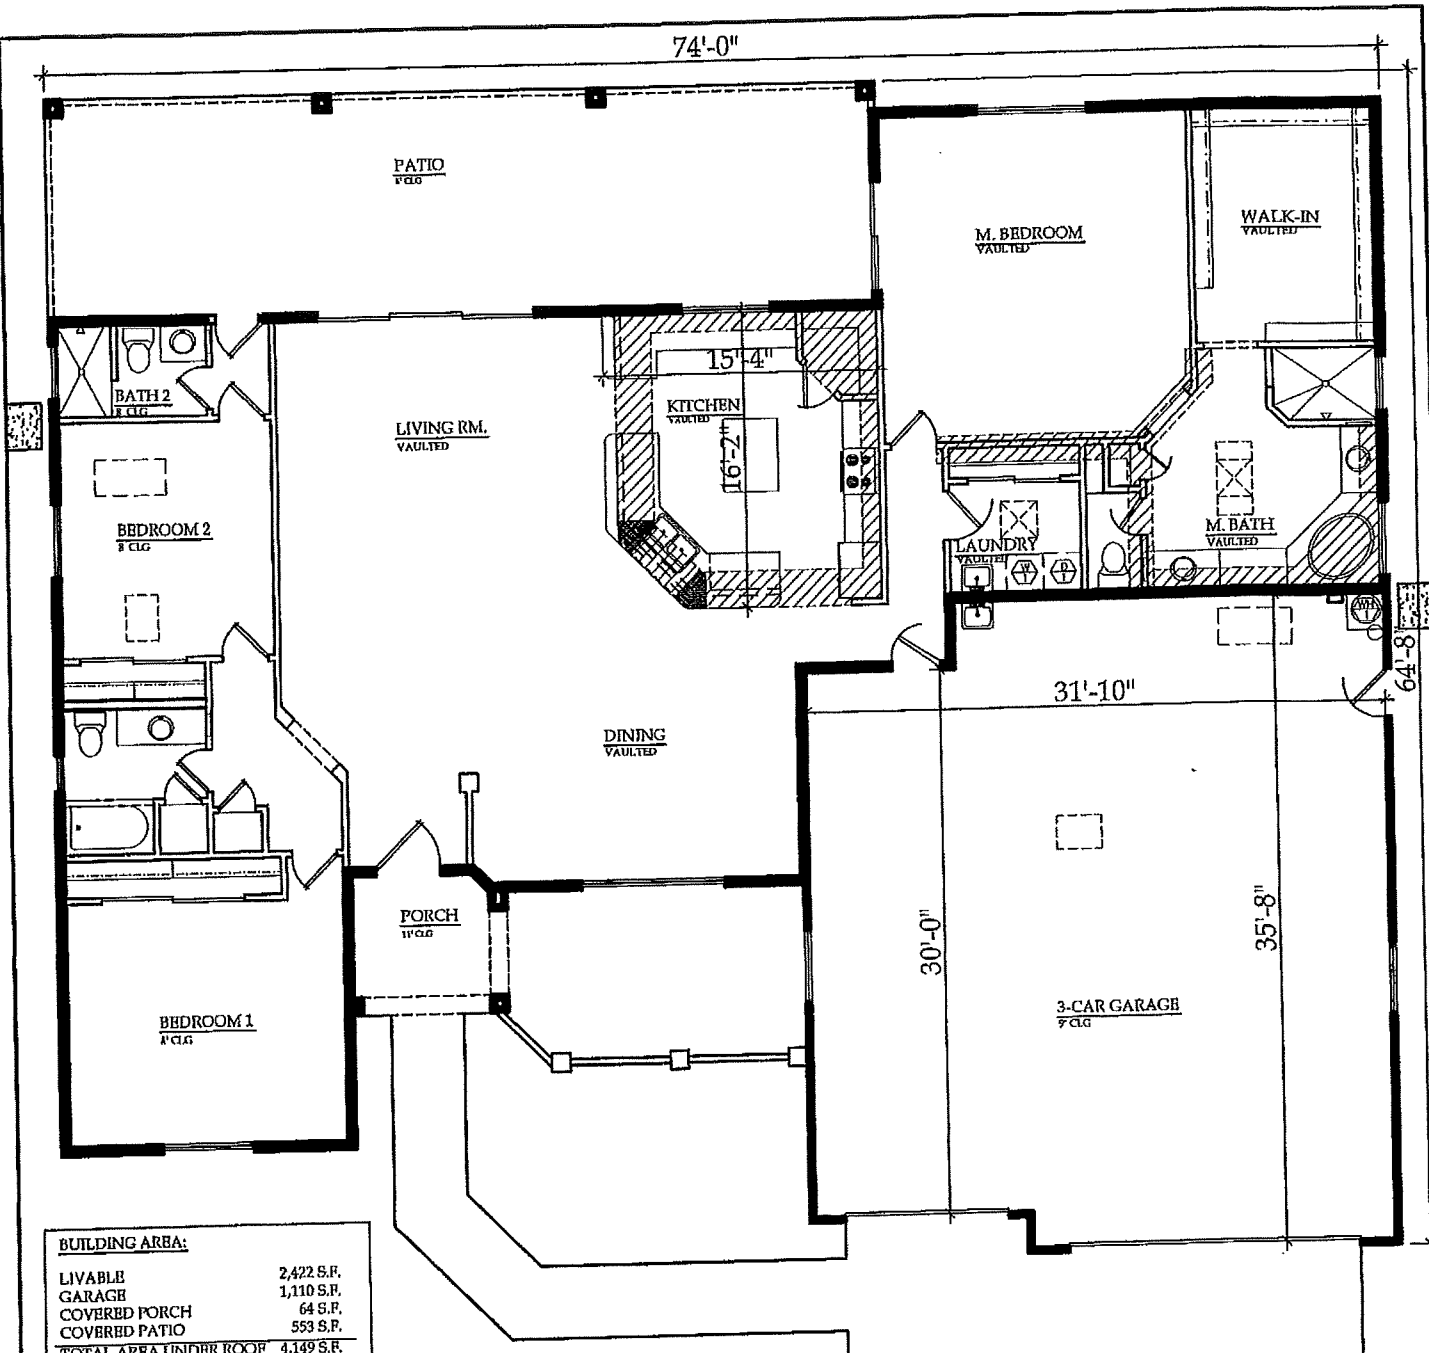 74'-0"
PATIO
8' CLG
M. BEDROOM
VAULTED
WALK-IN
VAULTED
15'-4"
BATH 2
8' CLG
KITCHEN
VAULTED
LIVING RM.
VAULTED
16'-2"
BEDROOM 2
8' CLG
M. BATH
VAULTED
LAUNDRY
VAULTED
W
D
WH
64'-8"
31'-10"
DINING
VAULTED
PORCH
11' CLG
30'-0"
35'-8"
3-CAR GARAGE
9' CLG
BEDROOM 1
8' CLG
BUILDING AREA:
LIVABLE 2,422 S.F.
GARAGE 1,110 S.F.
COVERED PORCH 64 S.F.
COVERED PATIO 553 S.F.
TOTAL AREA UNDER ROOF 4,149 S.F.